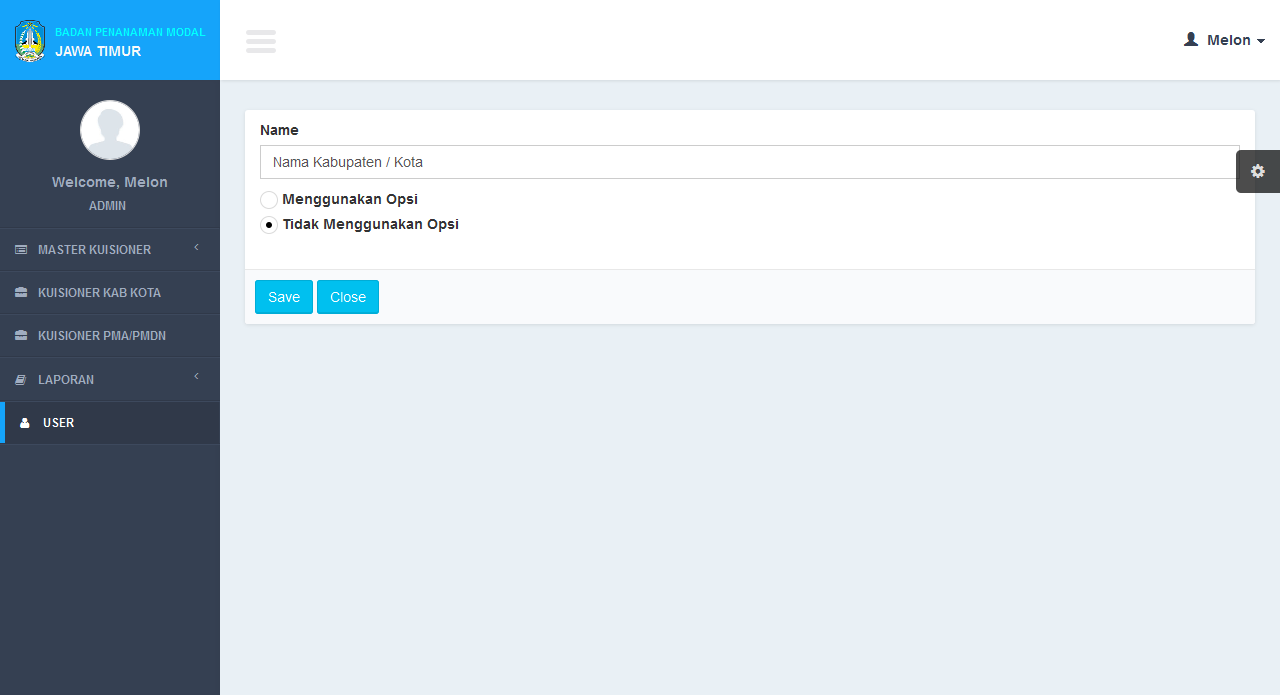 BADAN PENANAMAN MODAL
JAWA TIMUR
Melon
Welcome, Melon
ADMIN
MASTER KUISIONER
KUISIONER KAB KOTA
KUISIONER PMA/PMDN
LAPORAN
USER
Name
Nama Kabupaten / Kota
Menggunakan Opsi
Tidak Menggunakan Opsi
Save Close